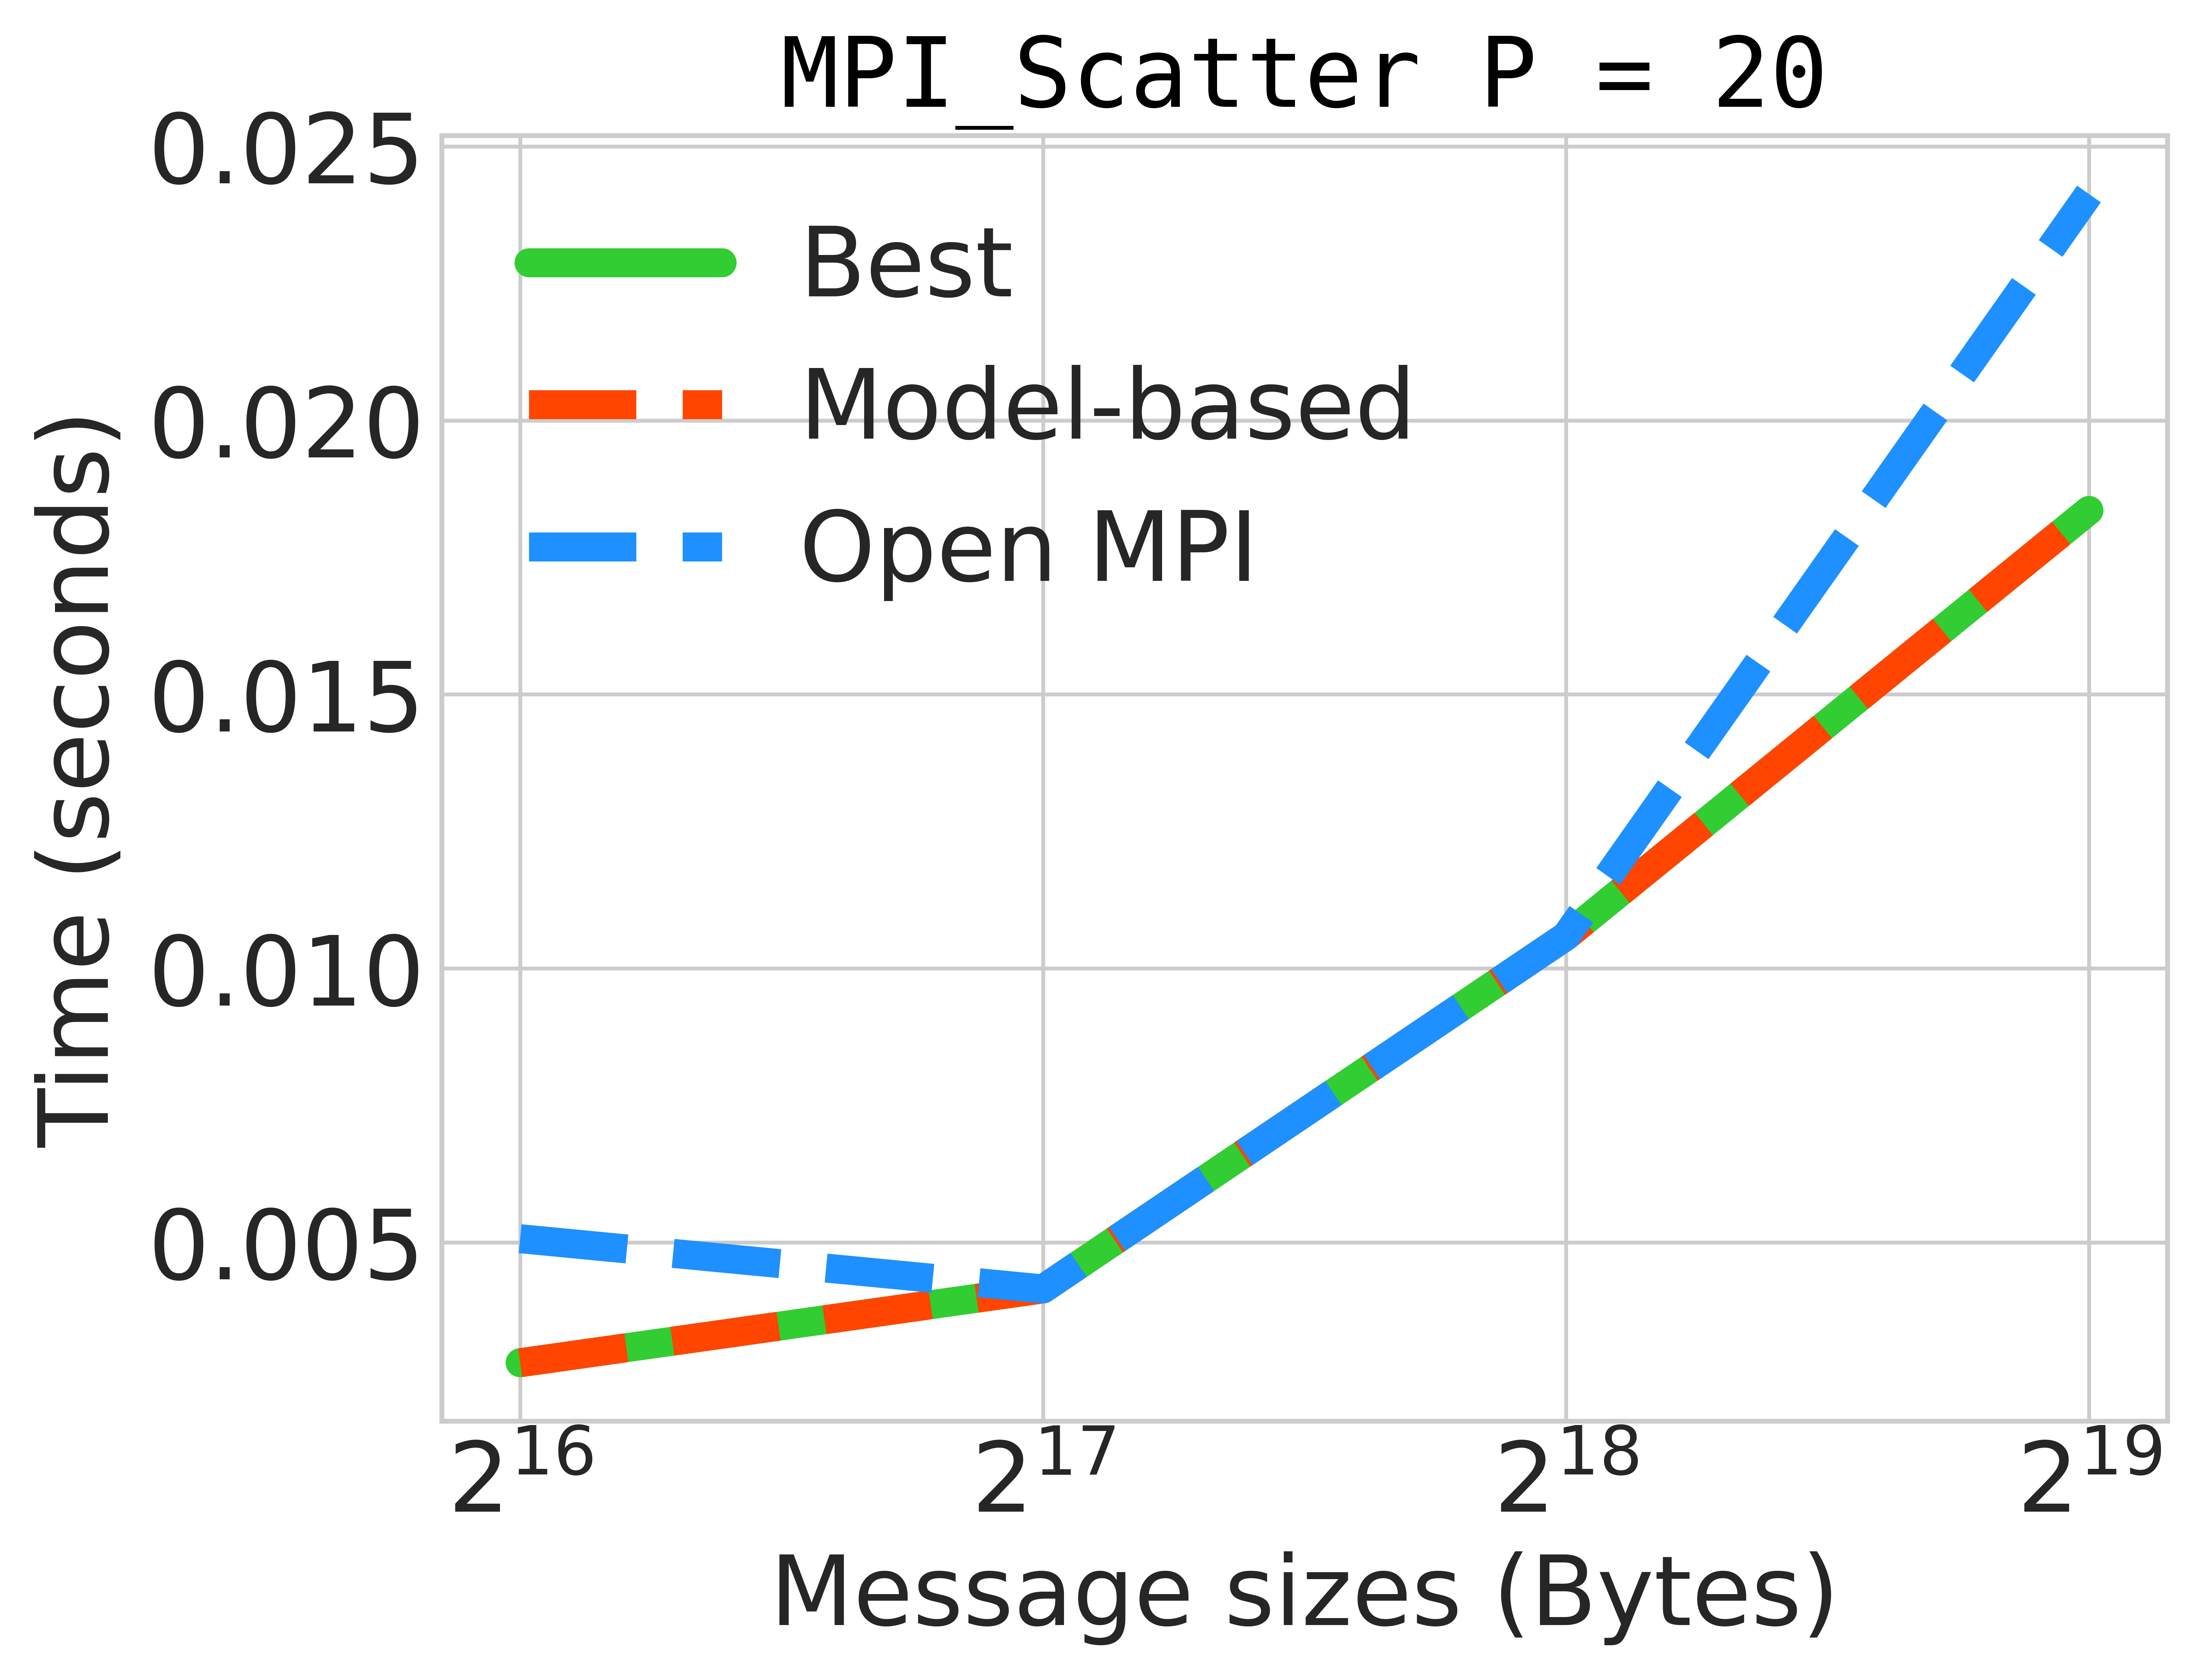 MPI_Scatter P = 20
0.025
0.020
0.015
0.010
0.005
Time (seconds)
Best
Model-based
Open MPI
2^16 2^17 2^18 2^19
Message sizes (Bytes)